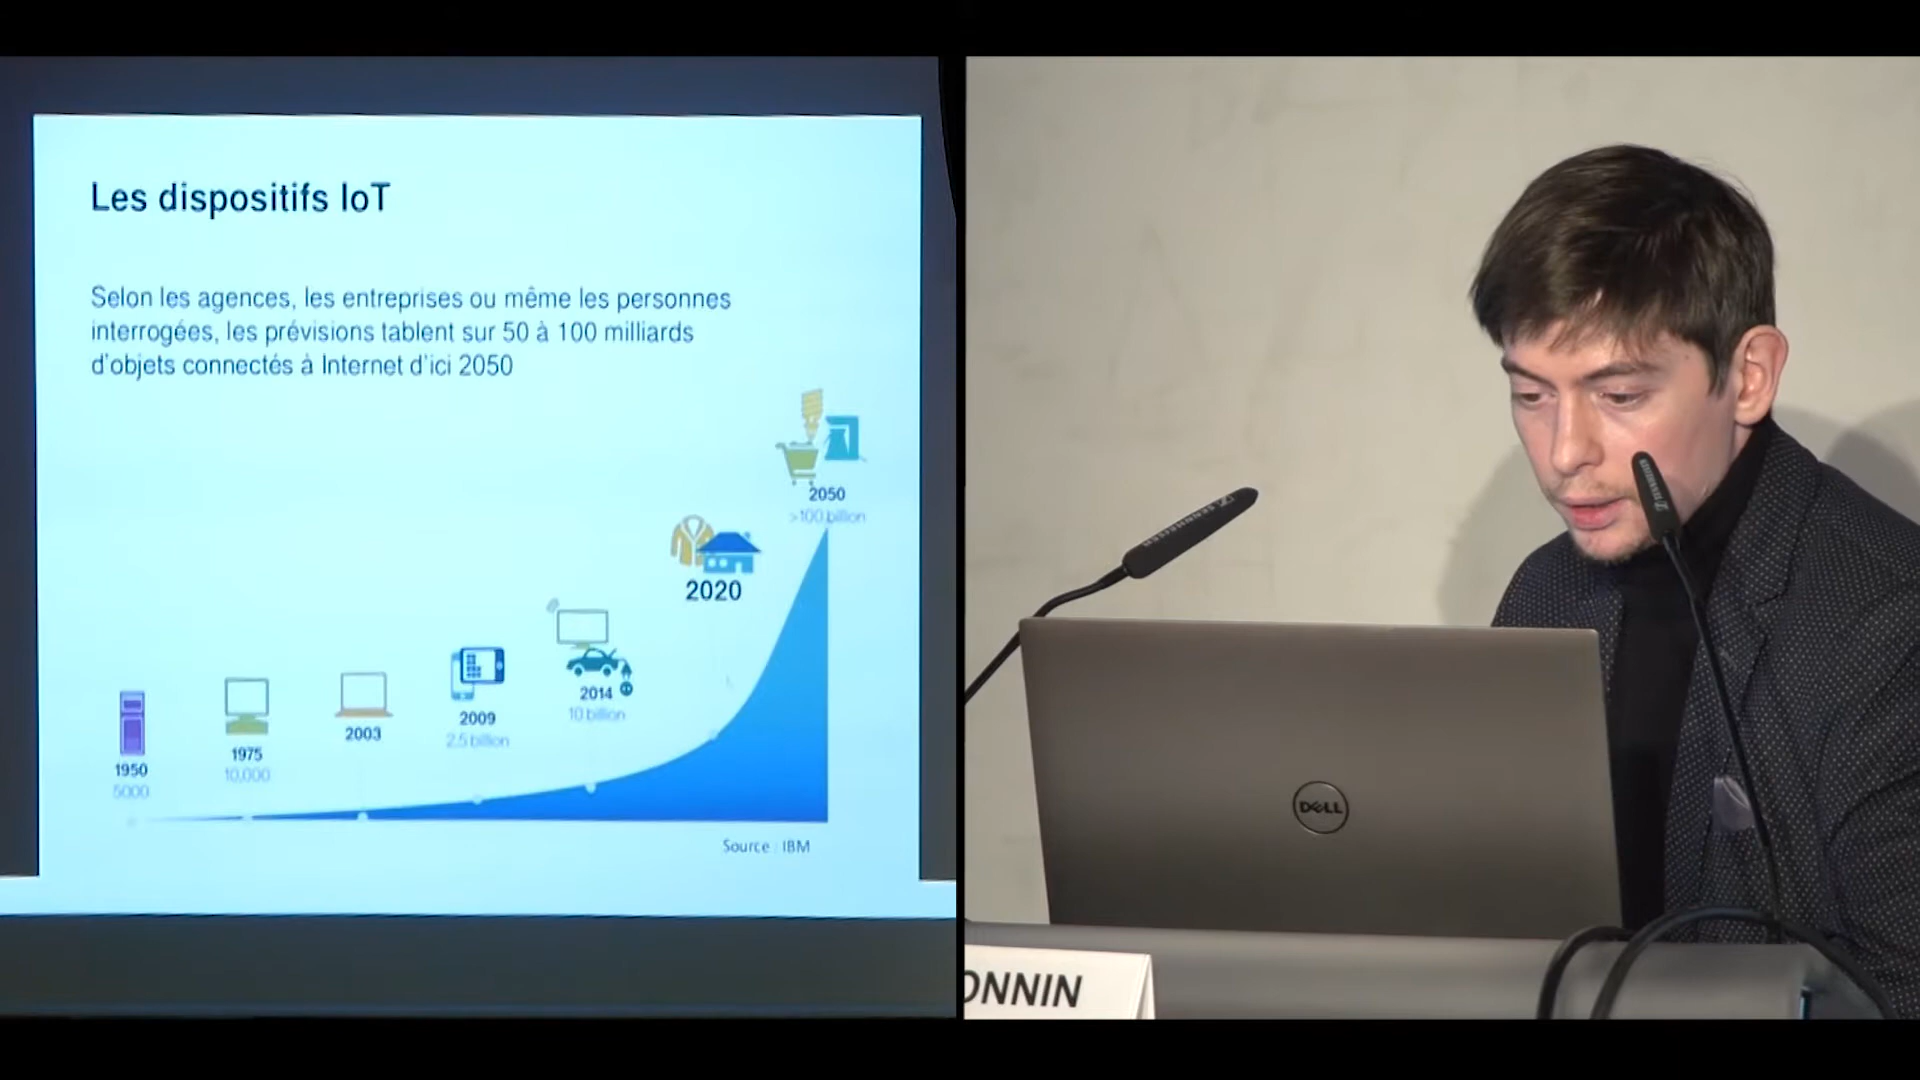 Les dispositifs IoT
Selon les agences, les entreprises ou même les personnes
interrogées, les prévisions tablent sur 50 à 100 milliards
d'objets connectés à Internet d'ici 2050
2050
>100 billion
2020
2014
10 billion
2009
2.5 billion
2003
1975
10,000
1950
5000
Source : IBM
SENNHEISER
SENNHEISER
DELL
ONNIN